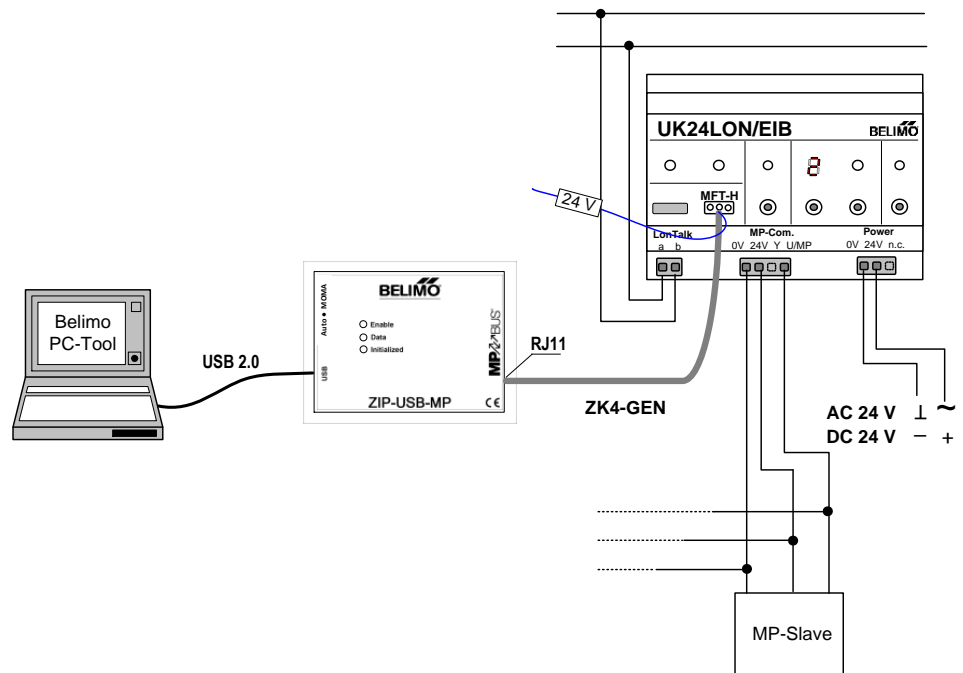 UK24LON/EIB
BELIMO
2
24 V
MFT-H
LonTalk
a b
MP-Com.
0V 24V Y U/MP
Power
0V 24V n.c.
Belimo
PC-Tool
USB 2.0
Auto • MOMA
USB
BELIMO
Enable
Data
Initialized
MP BUS
ZIP-USB-MP
CE
RJ11
ZK4-GEN
AC 24 V ⊥ ~
DC 24 V – +
MP-Slave